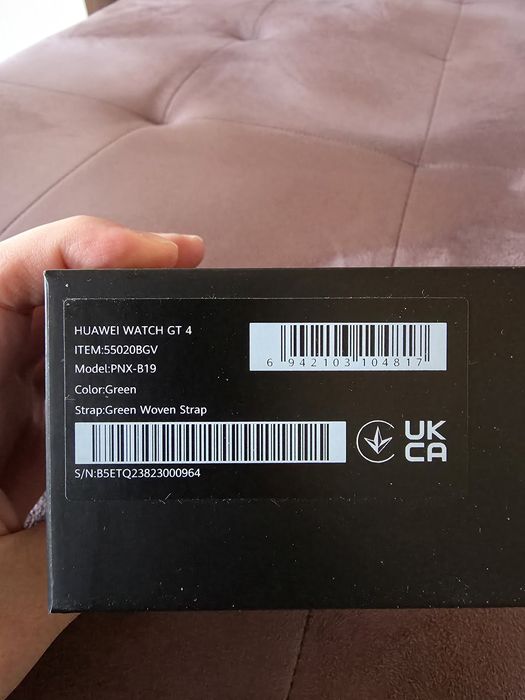 HUAWEI WATCH GT 4
ITEM:55020BGV
Model:PNX-B19
Color:Green
Strap:Green Woven Strap
6 942103 104817
S/N:B5ETQ23823000964
UK
CA